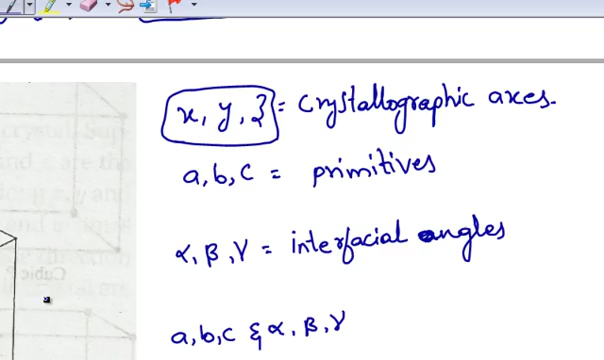 x, y, z = crystallographic axes.
a, b, c = primitives
α, β, γ = interfacial angles
a, b, c & α, β, γ